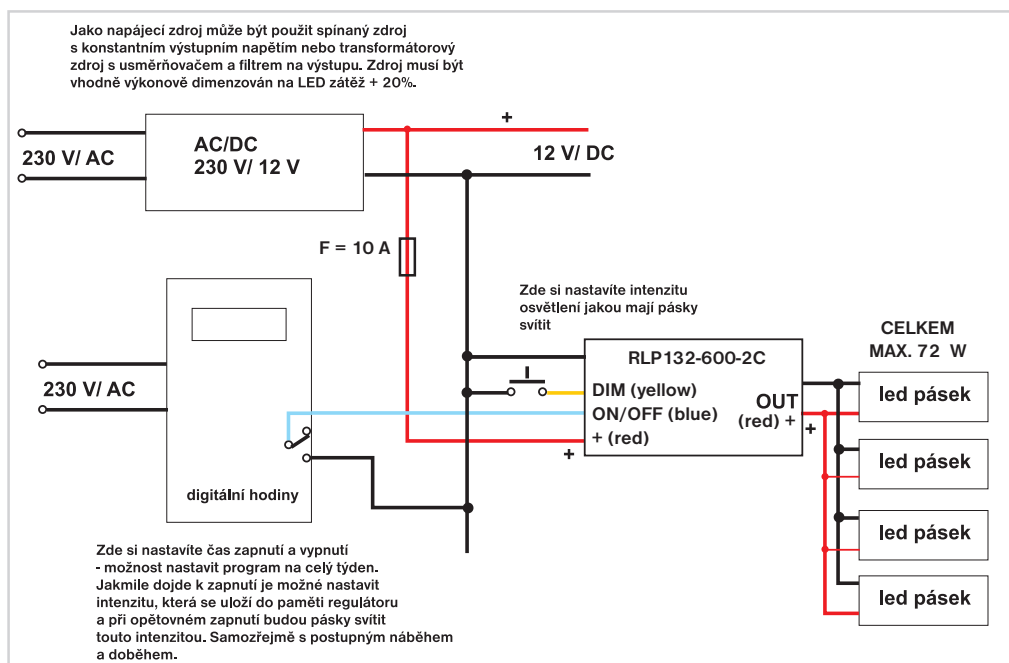 Jako napájecí zdroj může být použit spínaný zdroj
s konstantním výstupním napětím nebo transformátorový
zdroj s usměrňovačem a filtrem na výstupu. Zdroj musí být
vhodně výkonově dimenzován na LED zátěž + 20%.
230 V/ AC
AC/DC
230 V/ 12 V
+
12 V/ DC
F = 10 A
Zde si nastavíte intenzitu
osvětlení jakou mají pásky
svítit
230 V/ AC
digitální hodiny
RLP132-600-2C
DIM (yellow)
ON/OFF (blue)
+ (red)
+
OUT
(red) +
+
CELKEM
MAX. 72 W
led pásek
led pásek
led pásek
led pásek
Zde si nastavíte čas zapnutí a vypnutí
- možnost nastavit program na celý týden.
Jakmile dojde k zapnutí je možné nastavit
intenzitu, která se uloží do paměti regulátoru
a při opětovném zapnutí budou pásky svítit
touto intenzitou. Samozřejmě s postupným náběhem
a doběhem.